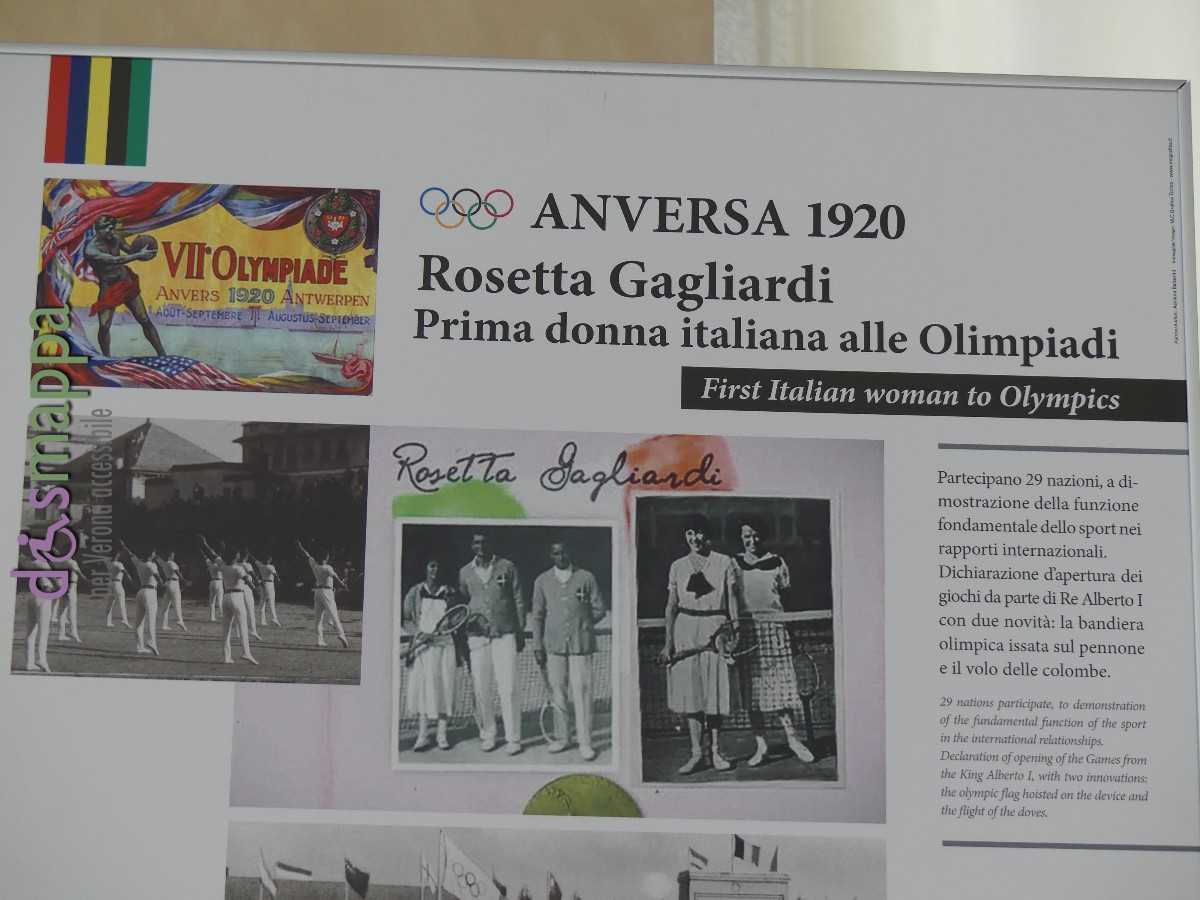 ANVERSA 1920
Rosetta Gagliardi
Prima donna italiana alle Olimpiadi
First Italian woman to Olympics
VIIᵉ OLYMPIADE
ANVERS 1920 ANTWERPEN
AOÛT-SEPTEMBRE AUGUSTUS-SEPTEMBER
Rosetta Gagliardi
Partecipano 29 nazioni, a di-
mostrazione della funzione
fondamentale dello sport nei
rapporti internazionali.
Dichiarazione d'apertura dei
giochi da parte di Re Alberto I
con due novità: la bandiera
olimpica issata sul pennone
e il volo delle colombe.
29 nations participate, to demonstration
of the fundamental function of the sport
in the international relationships.
Declaration of opening of the Games from
the King Alberto I, with two innovations:
the olympic flag hoisted on the device and
the flight of the doves.
dismappa
per Verona accessibile